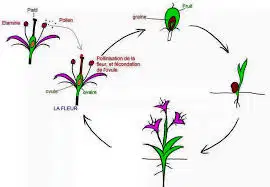 Pistil
Etamine
Pollen
Pollinisation de la
fleur, et fécondation
de l'ovule.
ovule
ovaire
LA FLEUR
graine
Fruit